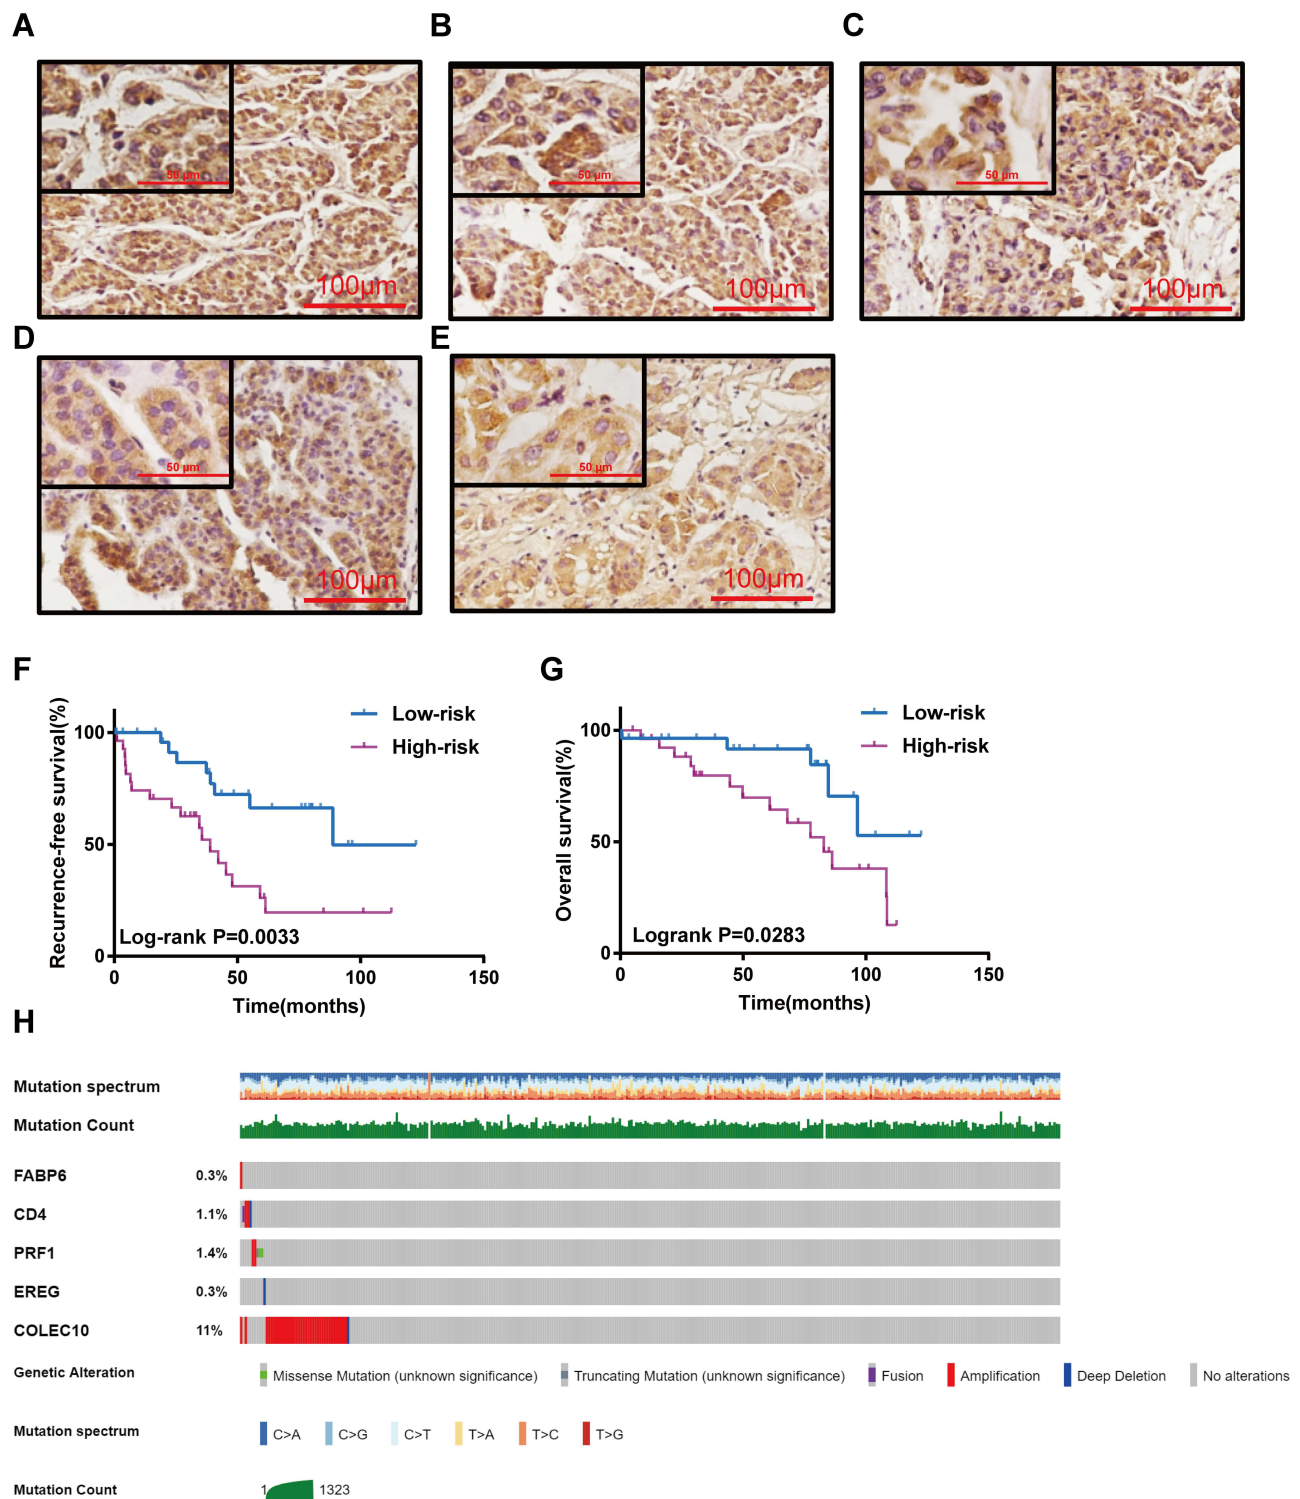 A
B
C
50 µm
100µm
50 µm
100µm
50 µm
100µm
D
E
50 µm
100µm
50 µm
100µm
F
G
Recurrence-free survival(%)
100
50
0
Low-risk
High-risk
Log-rank P=0.0033
0 50 100 150
Time(months)
Overall survival(%)
100
50
0
Low-risk
High-risk
Logrank P=0.0283
0 50 100 150
Time(months)
H
Mutation spectrum
Mutation Count
FABP6 0.3%
CD4 1.1%
PRF1 1.4%
EREG 0.3%
COLEC10 11%
Genetic Alteration Missense Mutation (unknown significance) Truncating Mutation (unknown significance) Fusion Amplification Deep Deletion No alterations
Mutation spectrum C>A C>G C>T T>A T>C T>G
Mutation Count 1 1323